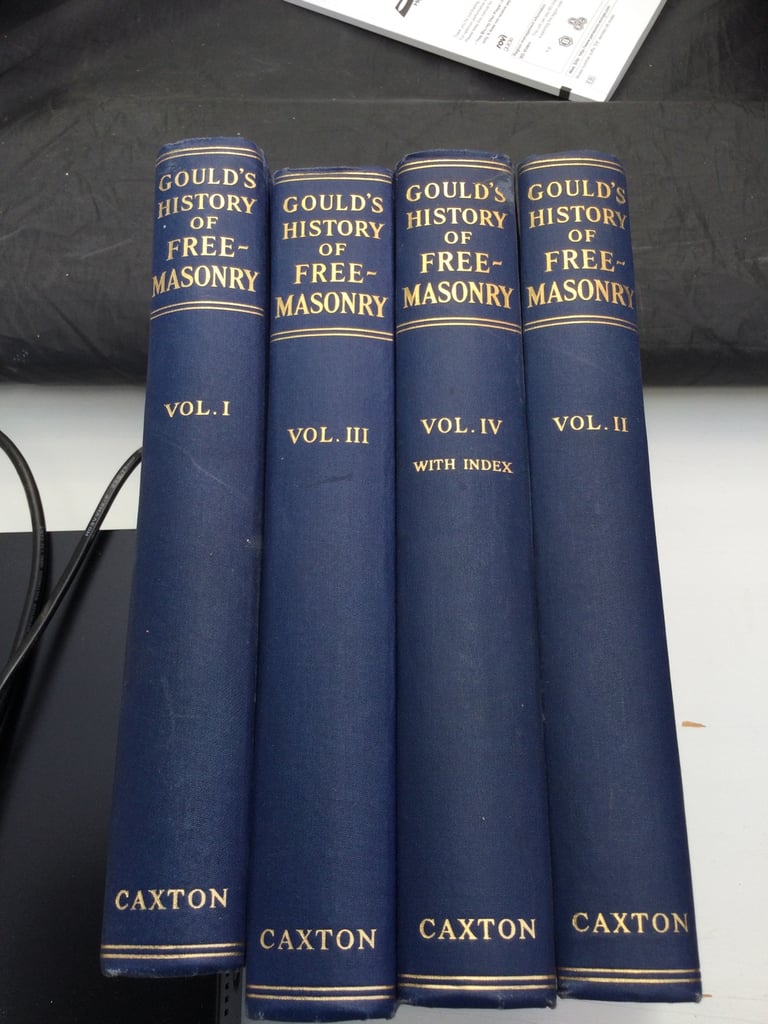 rovi
GOULD'S
HISTORY
OF
FREE-
MASONRY
VOL. I
CAXTON
GOULD'S
HISTORY
OF
FREE-
MASONRY
VOL. III
CAXTON
GOULD'S
HISTORY
OF
FREE-
MASONRY
VOL. IV
WITH INDEX
CAXTON
GOULD'S
HISTORY
OF
FREE-
MASONRY
VOL. II
CAXTON